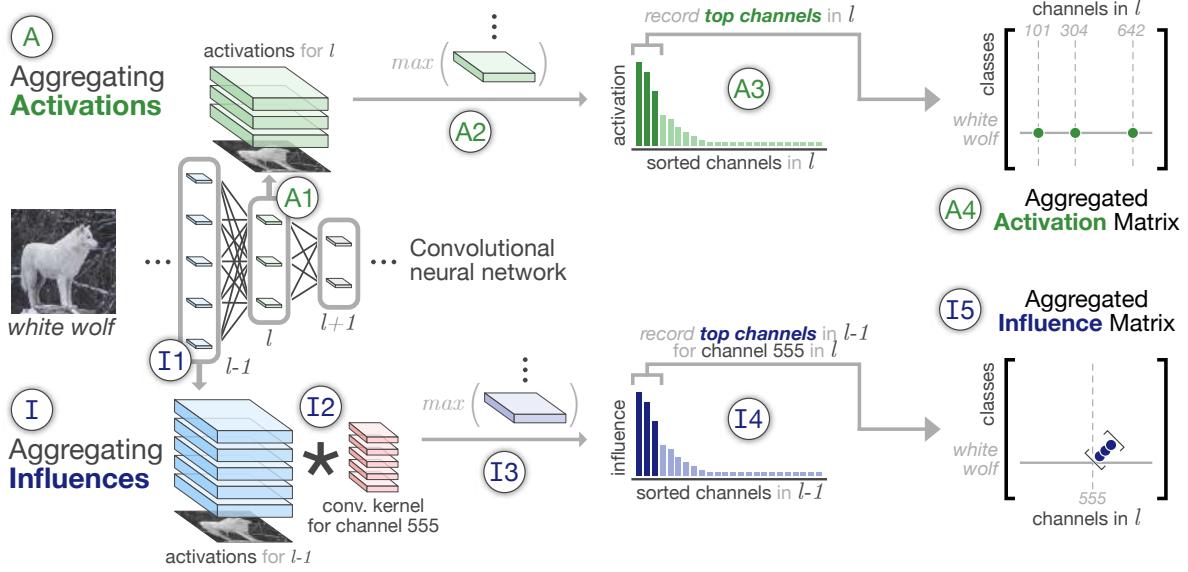 A
Aggregating
Activations
activations for l
max( )
A2
record top channels in l
activation
A3
sorted channels in l
channels in l
101 304 642
classes
white
wolf
A4
Aggregated
Activation Matrix
A1
white wolf
l-1
l
l+1
Convolutional
neural network
I1
I
Aggregating
Influences
activations for l-1
I2
*
conv. kernel
for channel 555
max( )
I3
record top channels in l-1
for channel 555 in l
influence
I4
sorted channels in l-1
I5
Aggregated
Influence Matrix
classes
white
wolf
555
channels in l